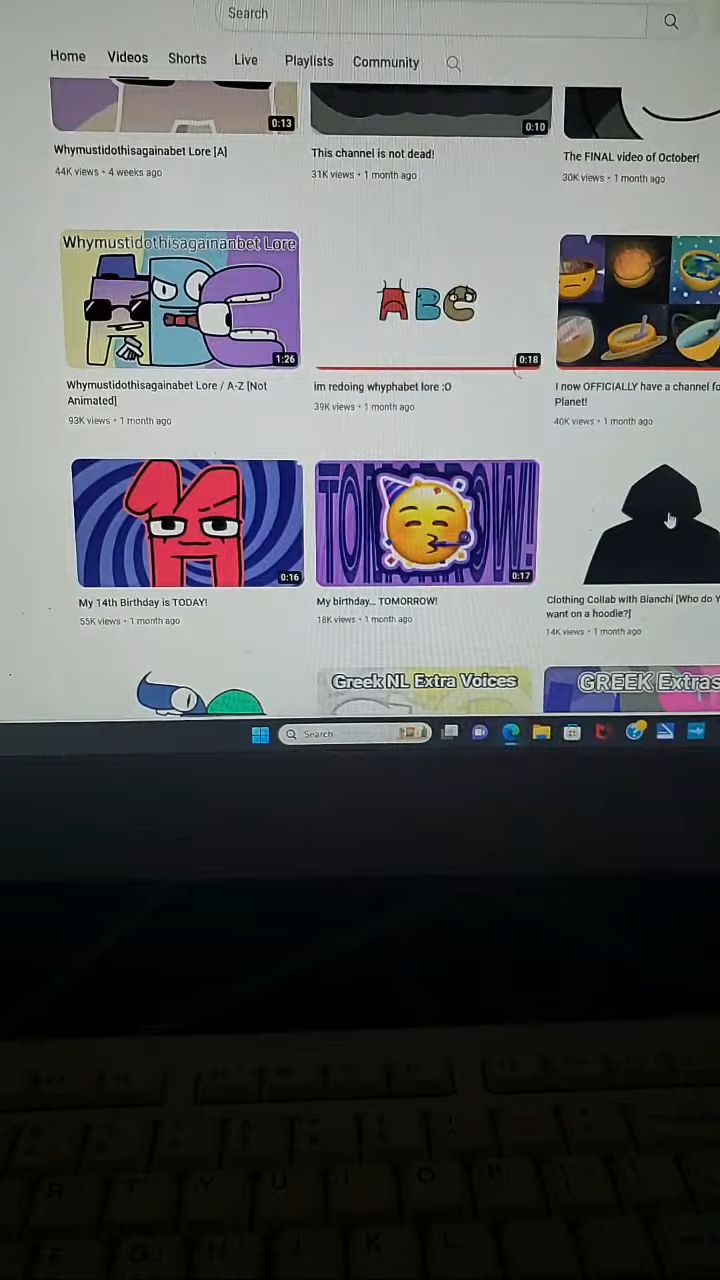 Search
Home Videos Shorts Live Playlists Community
0:13
0:10
Whymustidothisagainabet Lore [A]
44K views • 4 weeks ago
This channel is not dead!
31K views • 1 month ago
The FINAL video of October!
30K views • 1 month ago
Whymustidothisagainanbet Lore
1:26
ABC
0:18
Whymustidothisagainabet Lore / A-Z [Not
Animated]
93K views • 1 month ago
im redoing whyphabet lore :O
39K views • 1 month ago
I now OFFICIALLY have a channel fo
Planet!
40K views • 1 month ago
0:16
TOMORROW!
0:17
My 14th Birthday is TODAY!
55K views • 1 month ago
My birthday... TOMORROW!
18K views • 1 month ago
Clothing Collab with Bianchi [Who do Y
want on a hoodie?]
14K views • 1 month ago
Greek NL Extra Voices
GREEK Extras
Search
R T Y U I O
K L